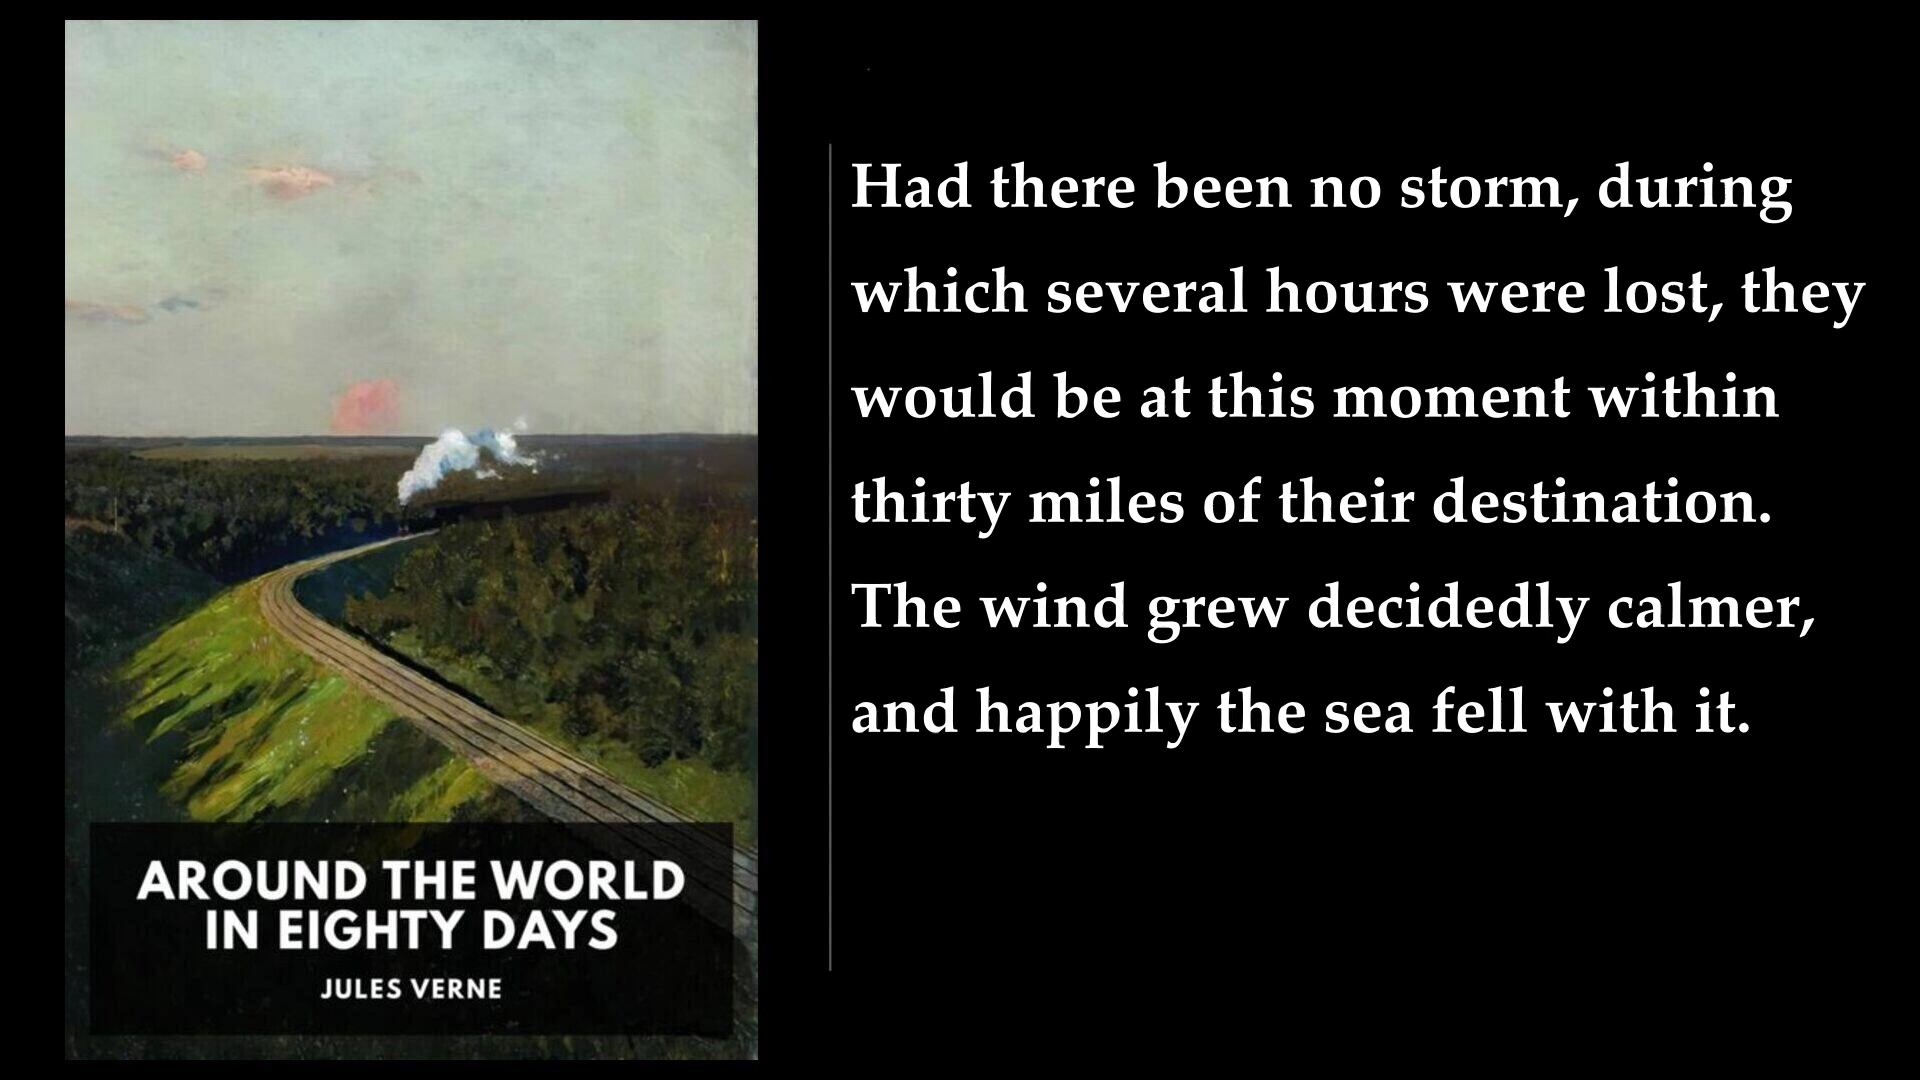 Had there been no storm, during
which several hours were lost, they
would be at this moment within
thirty miles of their destination.
The wind grew decidedly calmer,
and happily the sea fell with it.
AROUND THE WORLD
IN EIGHTY DAYS
JULES VERNE